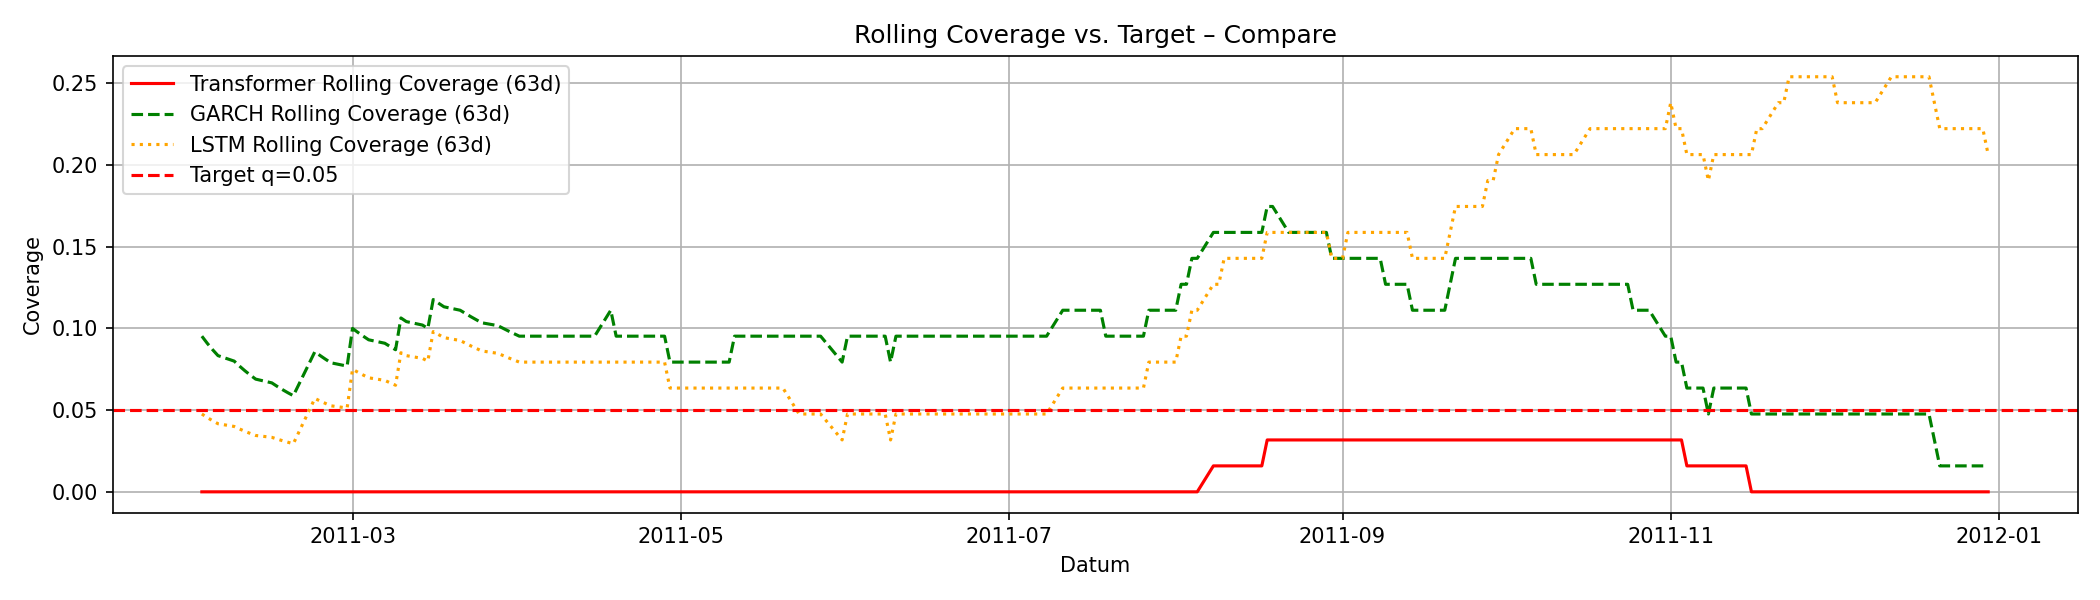 Rolling Coverage vs. Target – Compare
Transformer Rolling Coverage (63d)
GARCH Rolling Coverage (63d)
LSTM Rolling Coverage (63d)
Target q=0.05
Coverage
0.25
0.20
0.15
0.10
0.05
0.00
2011-03 2011-05 2011-07 2011-09 2011-11 2012-01
Datum